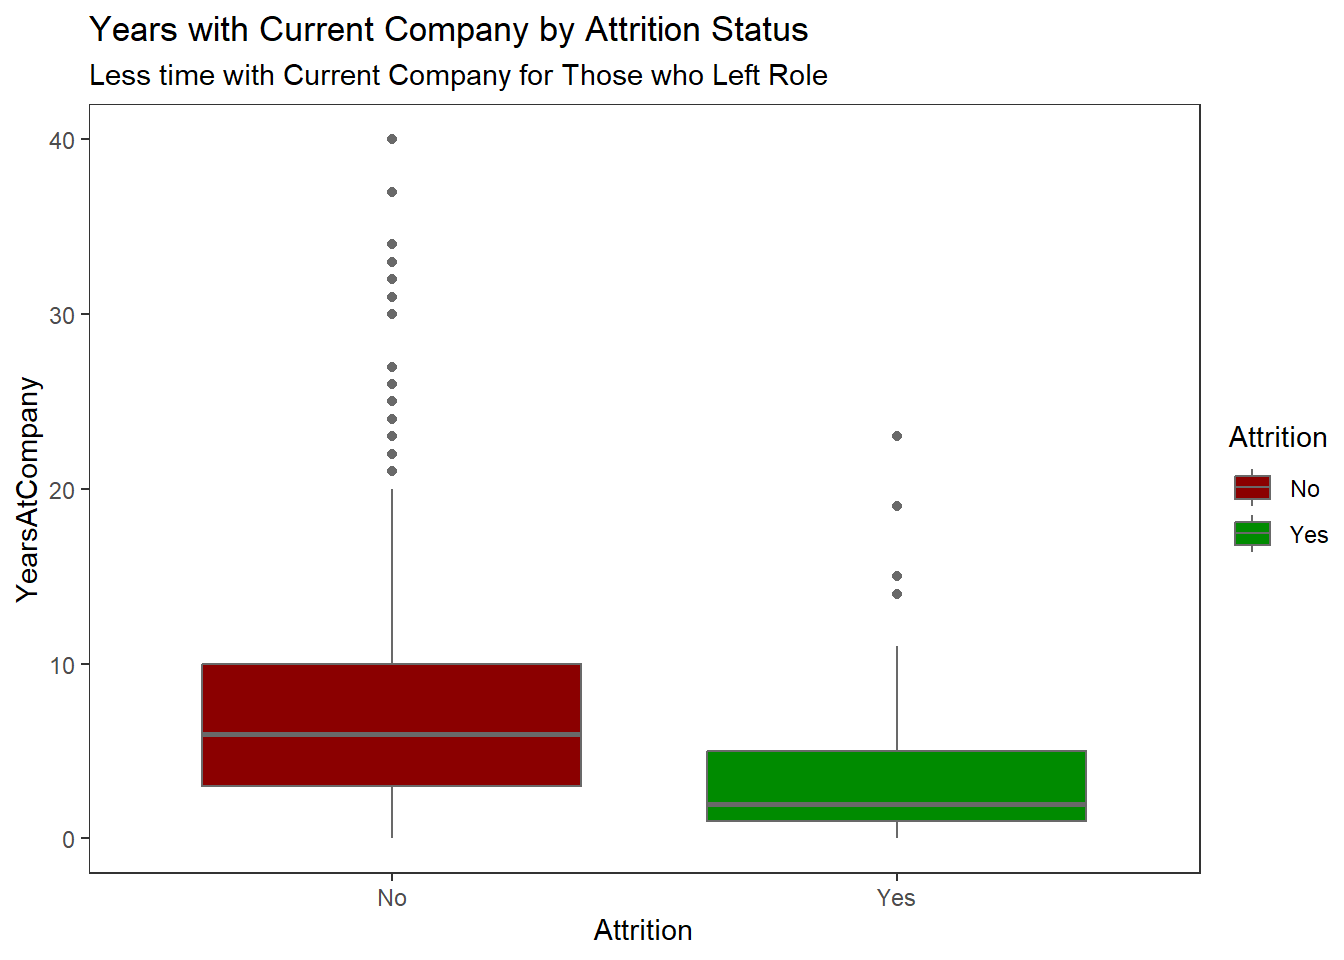 Years with Current Company by Attrition Status
Less time with Current Company for Those who Left Role
40
30
20
10
0
YearsAtCompany
No
Yes
Attrition
Attrition
No
Yes